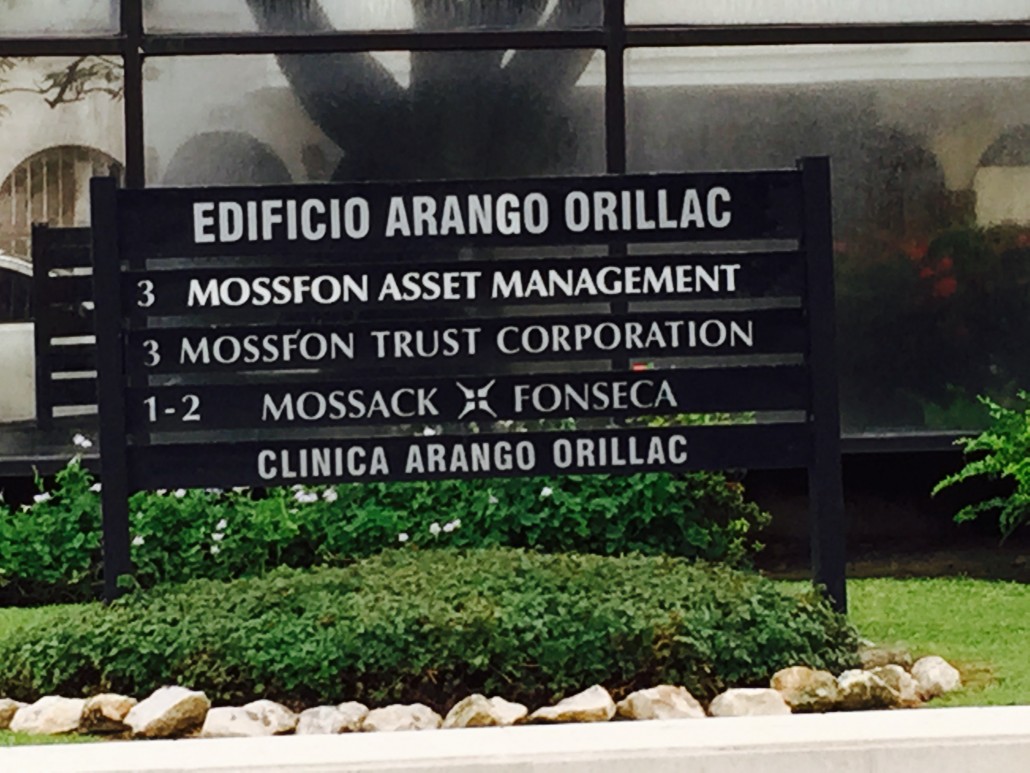 EDIFICIO ARANGO ORILLAC
3 MOSSFON ASSET MANAGEMENT
3 MOSSFON TRUST CORPORATION
1-2 MOSSACK FONSECA
CLINICA ARANGO ORILLAC